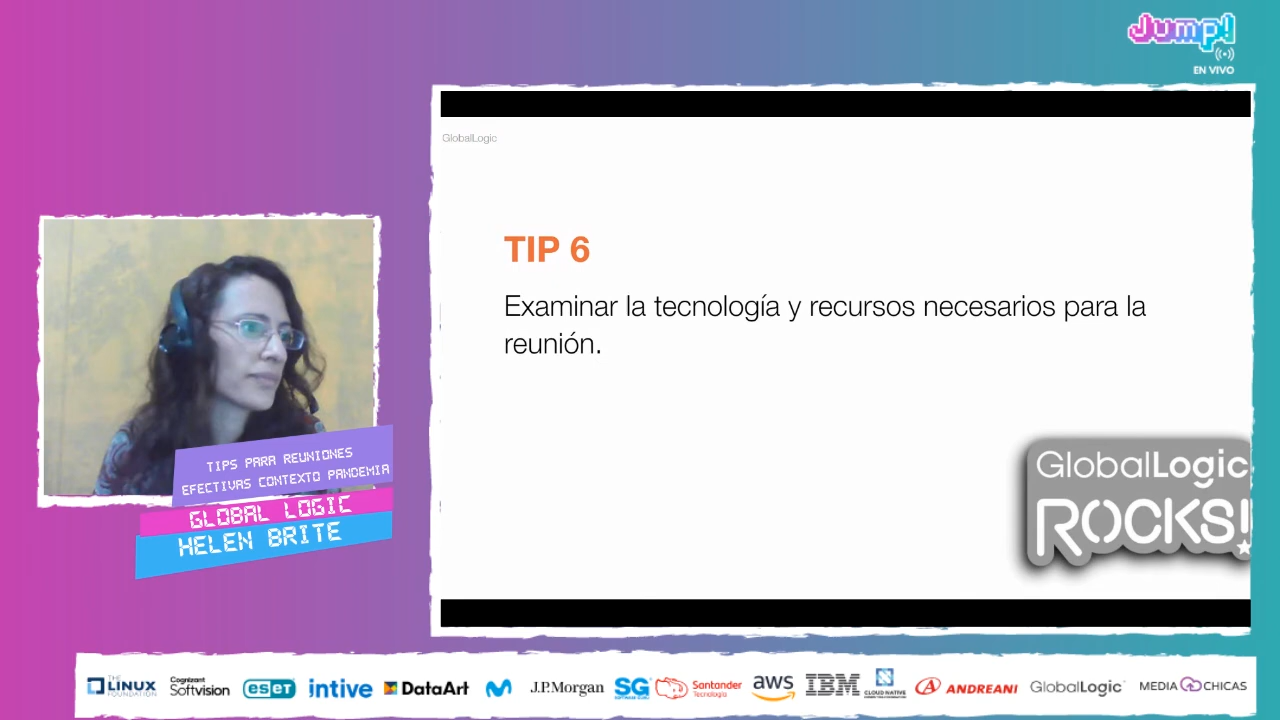 Jump!
EN VIVO
GlobalLogic
TIP 6
Examinar la tecnología y recursos necesarios para la
reunión.
GlobalLogic
ROCKS!
TIPS PARA REUNIONES
EFECTIVAS CONTEXTO PANDEMIA
GLOBAL LOGIC
HELEN BRITE
THE LINUX FOUNDATION
Cognizant Softvision
eseT
intive
DataArt
J.P.Morgan
SG
Santander Tecnología
aws
IBM
CLOUD NATIVE
ANDREANI
GlobalLogic
MEDIA CHICAS